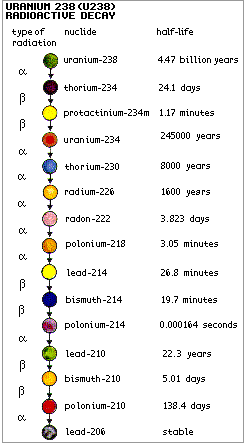 URANIUM 238 (U238)
RADIOACTIVE DECAY
type of radiation nuclide half-life
uranium-238 4.47 billion years
α
thorium-234 24.1 days
β
protactinium-234m 1.17 minutes
β
uranium-234 245000 years
α
thorium-230 8000 years
α
radium-226 1600 years
α
radon-222 3.823 days
α
polonium-218 3.05 minutes
α
lead-214 26.8 minutes
β
bismuth-214 19.7 minutes
β
polonium-214 0.000164 seconds
α
lead-210 22.3 years
β
bismuth-210 5.01 days
β
polonium-210 138.4 days
α
lead-206 stable